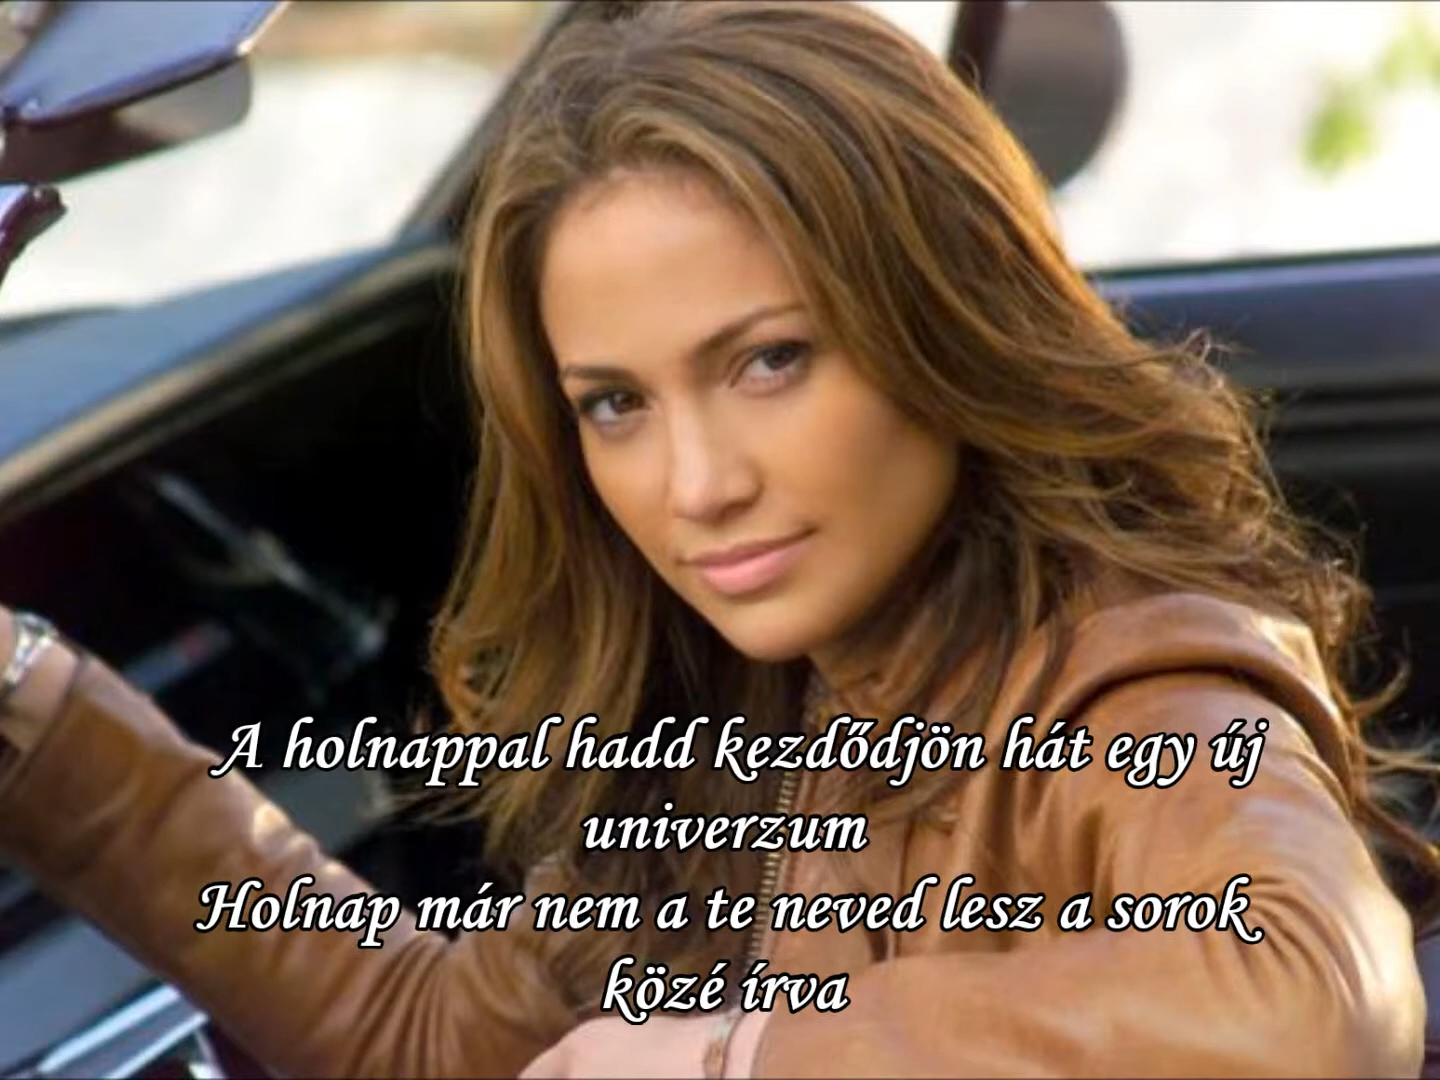 A holnappal hadd kezdődjön hát egy új
univerzum
Holnap már nem a te neved lesz a sorok
közé írva